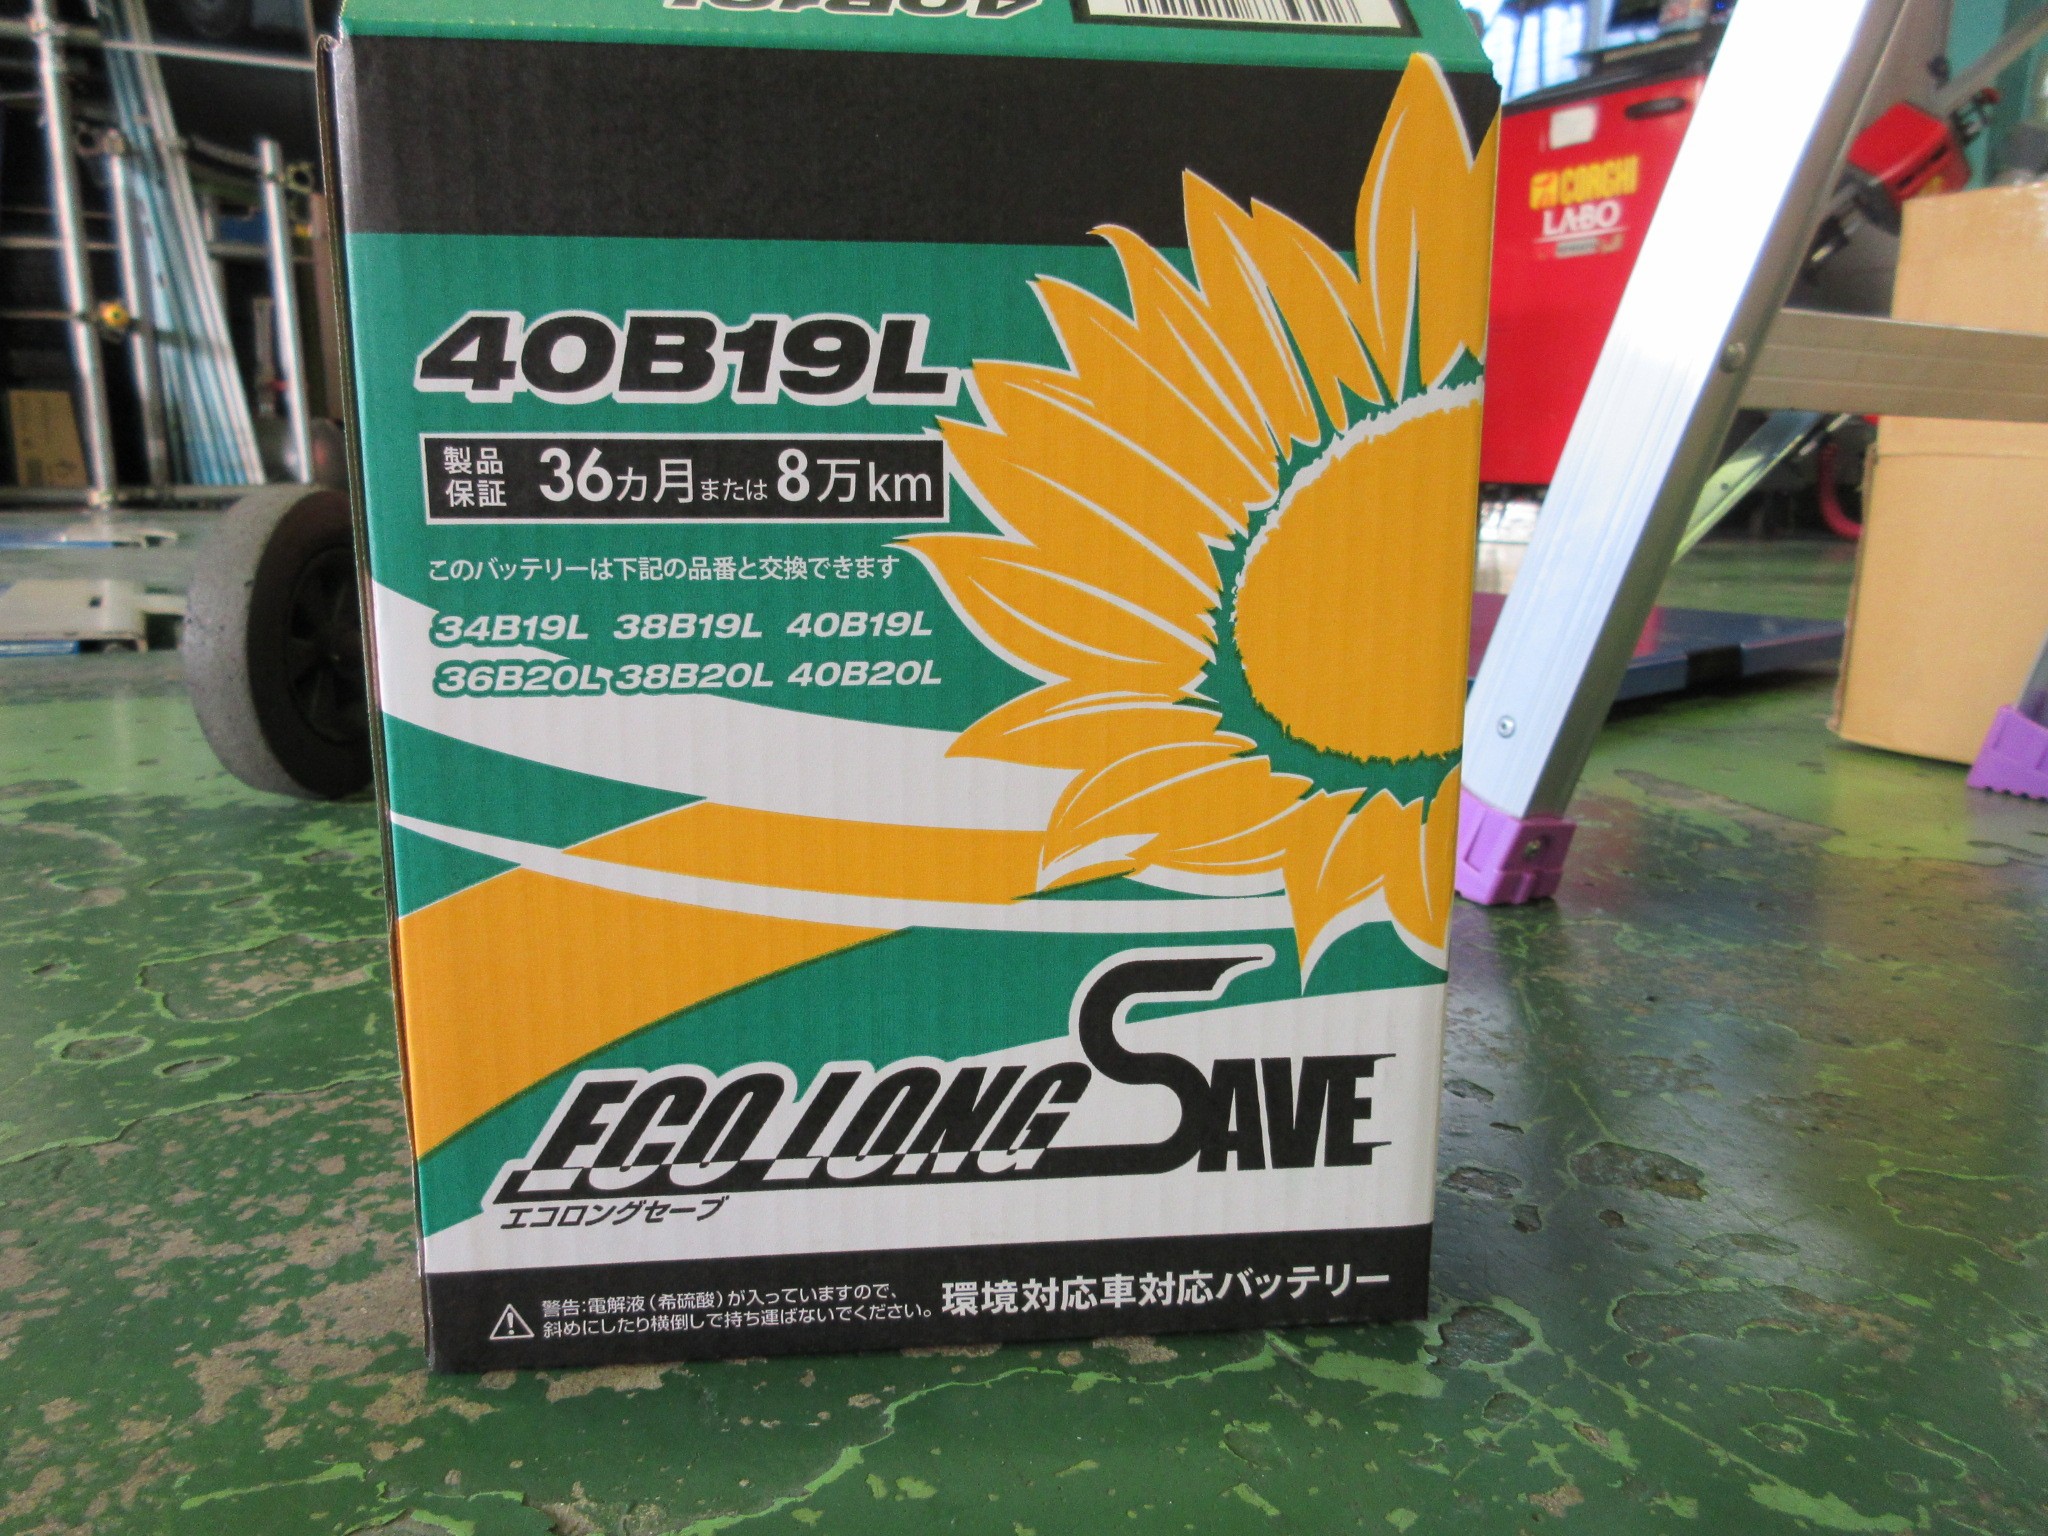 40B19L
製品保証 36カ月または8万km
このバッテリーは下記の品番と交換できます
34B19L 38B19L 40B19L
36B20L 38B20L 40B20L
ECO LONG SAVE
エコロングセーブ
警告:電解液(希硫酸)が入っていますので、
斜めにしたり横倒しで持ち運ばないでください。
環境対応車対応バッテリー
CORGHI
LABO